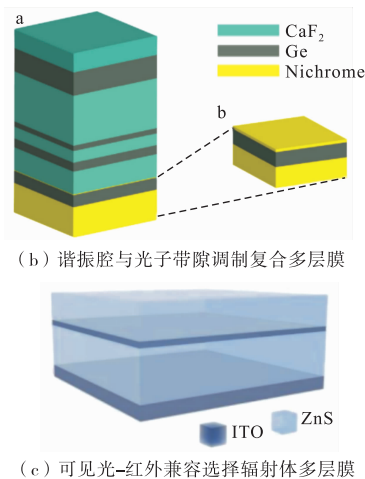 a
CaF₂
Ge
Nichrome
b
（b）谐振腔与光子带隙调制复合多层膜
ZnS
ITO
（c）可见光–红外兼容选择辐射体多层膜